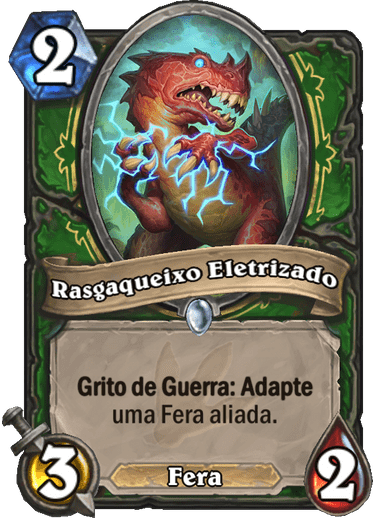 2
Rasgaqueixo Eletrizado
Grito de Guerra: Adapte
uma Fera aliada.
3
Fera
2